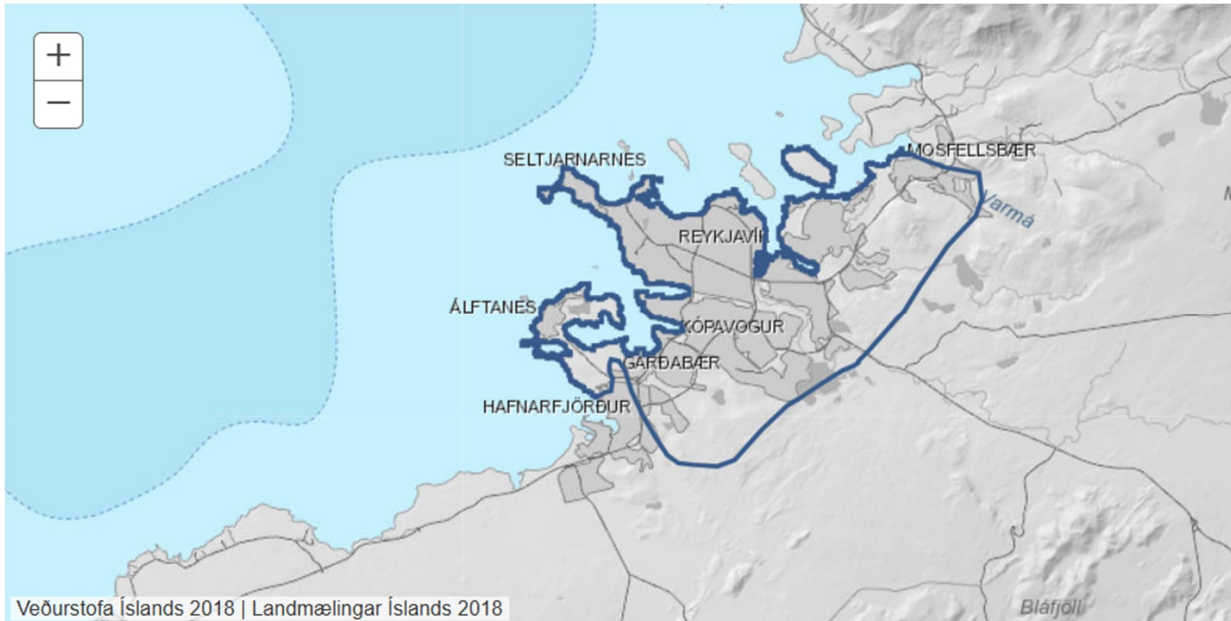 +
−
MOSFELLSBÆR
SELTJARNARNES
Varmá
REYKJAVÍK
ÁLFTANES
KÓPAVOGUR
GARÐABÆR
HAFNARFJÖRÐUR
Bláfjöll
Veðurstofa Íslands 2018 | Landmælingar Íslands 2018